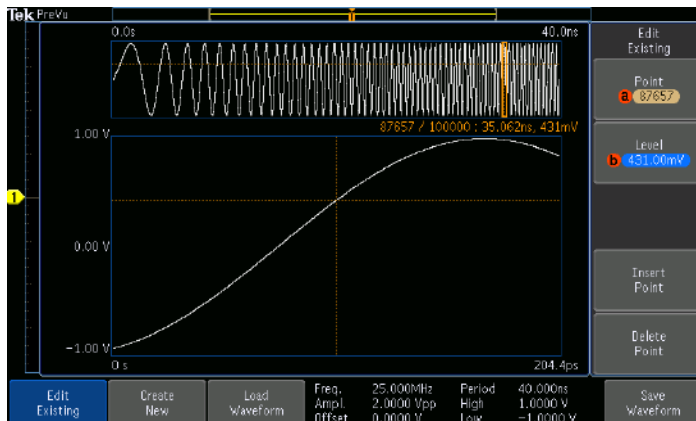 Tek PreVu
0.0s
40.0ns
87657 / 100000 : 35.062ns, 431mV
1.00 V
0.00 V
−1.00 V
0 s
204.4ps
1
Edit
Existing
Point
a 87657
Level
b 431.00mV
Insert
Point
Delete
Point
Edit
Existing
Create
New
Load
Waveform
Freq. 25.000MHz Period 40.000ns
Ampl. 2.0000 Vpp High 1.0000 V
Offset 0.0000 V Low −1.0000 V
Save
Waveform